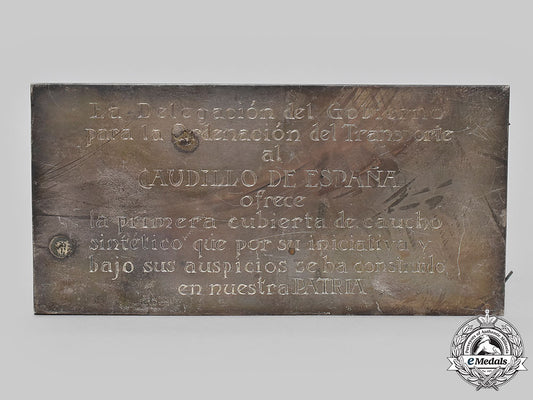 La Delegación del Gobierno
para la Ordenación del Transporte
al
CAUDILLO DE ESPAÑA
ofrece
la primera cubierta de caucho
sintético que por su iniciativa y
bajo sus auspicios se ha construido
en nuestra PATRIA
eMedals